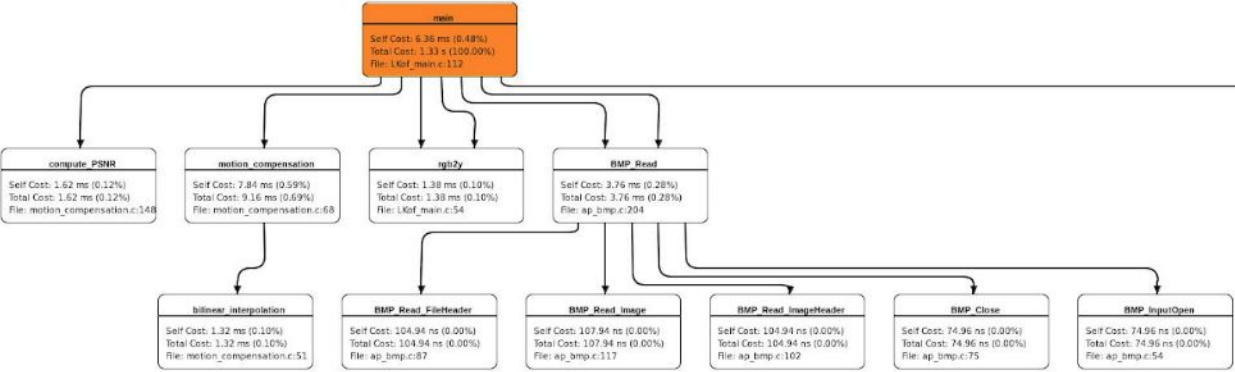 main
Self Cost: 6.36 ms (0.48%)
Total Cost: 1.33 s (100.00%)
File: LKof_main.c:112
compute_PSNR
Self Cost: 1.62 ms (0.12%)
Total Cost: 1.62 ms (0.12%)
File: motion_compensation.c:148
motion_compensation
Self Cost: 7.84 ms (0.59%)
Total Cost: 9.16 ms (0.69%)
File: motion_compensation.c:68
rgb2y
Self Cost: 1.38 ms (0.10%)
Total Cost: 1.38 ms (0.10%)
File: LKof_main.c:54
BMP_Read
Self Cost: 3.76 ms (0.28%)
Total Cost: 3.76 ms (0.28%)
File: ap_bmp.c:204
bilinear_interpolation
Self Cost: 1.32 ms (0.10%)
Total Cost: 1.32 ms (0.10%)
File: motion_compensation.c:51
BMP_Read_FileHeader
Self Cost: 104.94 ns (0.00%)
Total Cost: 104.94 ns (0.00%)
File: ap_bmp.c:87
BMP_Read_Image
Self Cost: 107.94 ns (0.00%)
Total Cost: 107.94 ns (0.00%)
File: ap_bmp.c:117
BMP_Read_ImageHeader
Self Cost: 104.94 ns (0.00%)
Total Cost: 104.94 ns (0.00%)
File: ap_bmp.c:102
BMP_Close
Self Cost: 74.96 ns (0.00%)
Total Cost: 74.96 ns (0.00%)
File: ap_bmp.c:75
BMP_InputOpen
Self Cost: 74.96 ns (0.00%)
Total Cost: 74.96 ns (0.00%)
File: ap_bmp.c:54